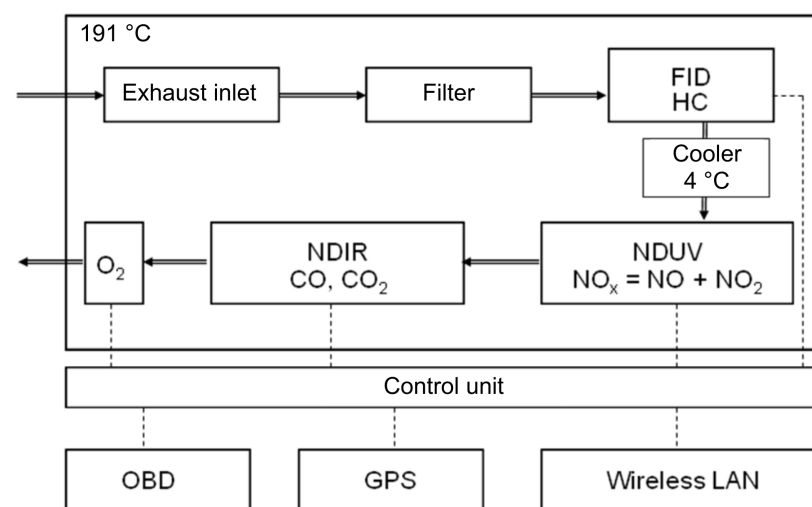 191 °C
Exhaust inlet
Filter
FID
HC
Cooler
4 °C
O₂
NDIR
CO, CO₂
NDUV
NOₓ = NO + NO₂
Control unit
OBD
GPS
Wireless LAN